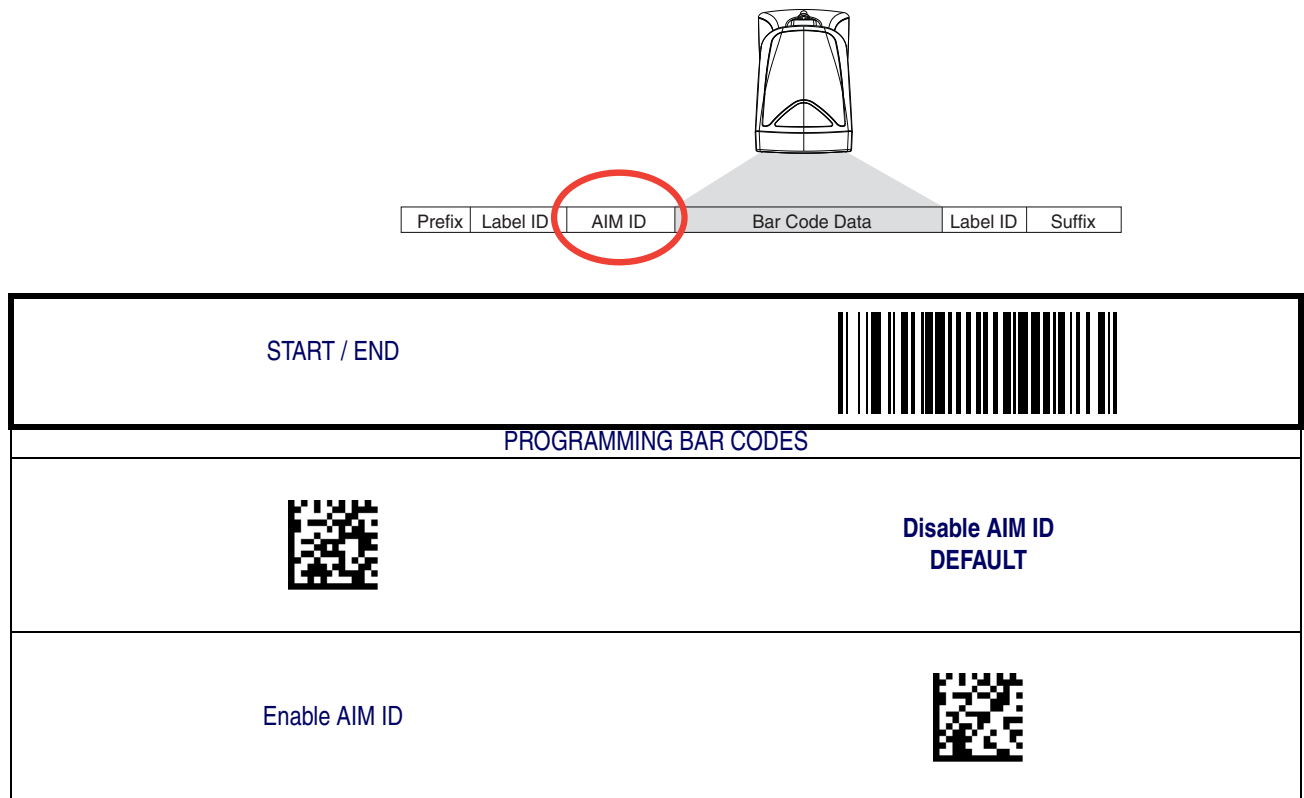 Prefix Label ID AIM ID Bar Code Data Label ID Suffix
START / END
PROGRAMMING BAR CODES
Disable AIM ID
DEFAULT
Enable AIM ID